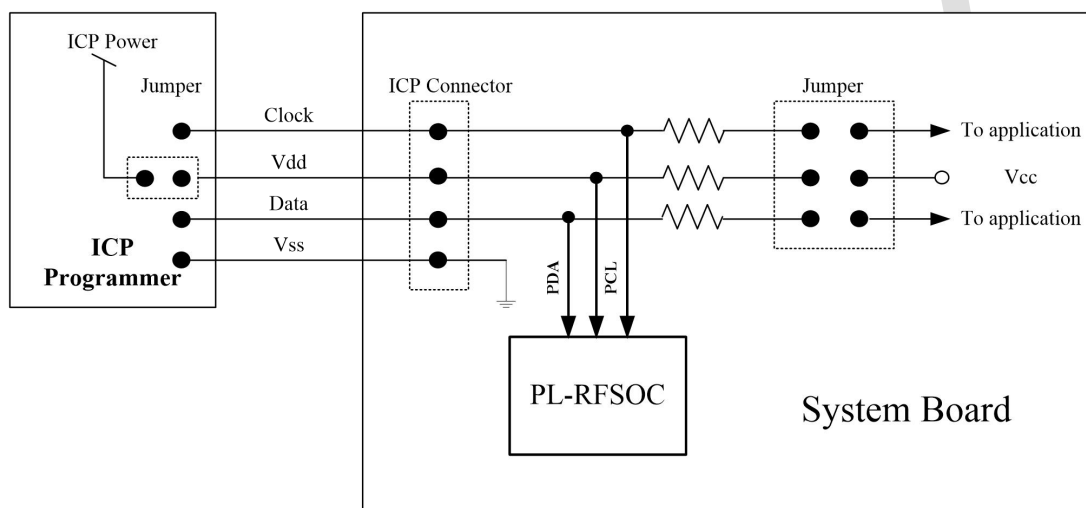 ICP Power
Jumper
ICP Connector
Jumper
Clock
To application
Vdd
Vcc
Data
To application
Vss
ICP
Programmer
PDA
PCL
PL-RFSOC
System Board